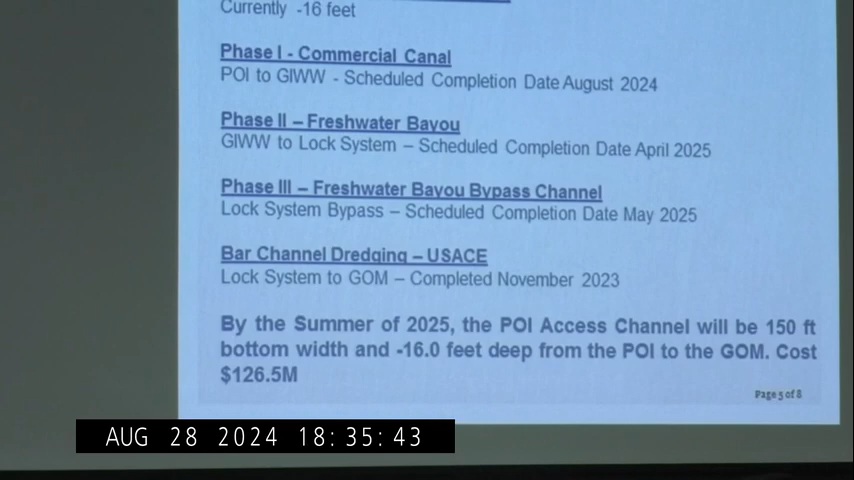 Currently -16 feet
Phase I - Commercial Canal
POI to GIWW - Scheduled Completion Date August 2024
Phase II – Freshwater Bayou
GIWW to Lock System – Scheduled Completion Date April 2025
Phase III – Freshwater Bayou Bypass Channel
Lock System Bypass – Scheduled Completion Date May 2025
Bar Channel Dredging – USACE
Lock System to GOM – Completed November 2023
By the Summer of 2025, the POI Access Channel will be 150 ft
bottom width and -16.0 feet deep from the POI to the GOM. Cost
$126.5M
Page 5 of 8
AUG 28 2024 18:35:43